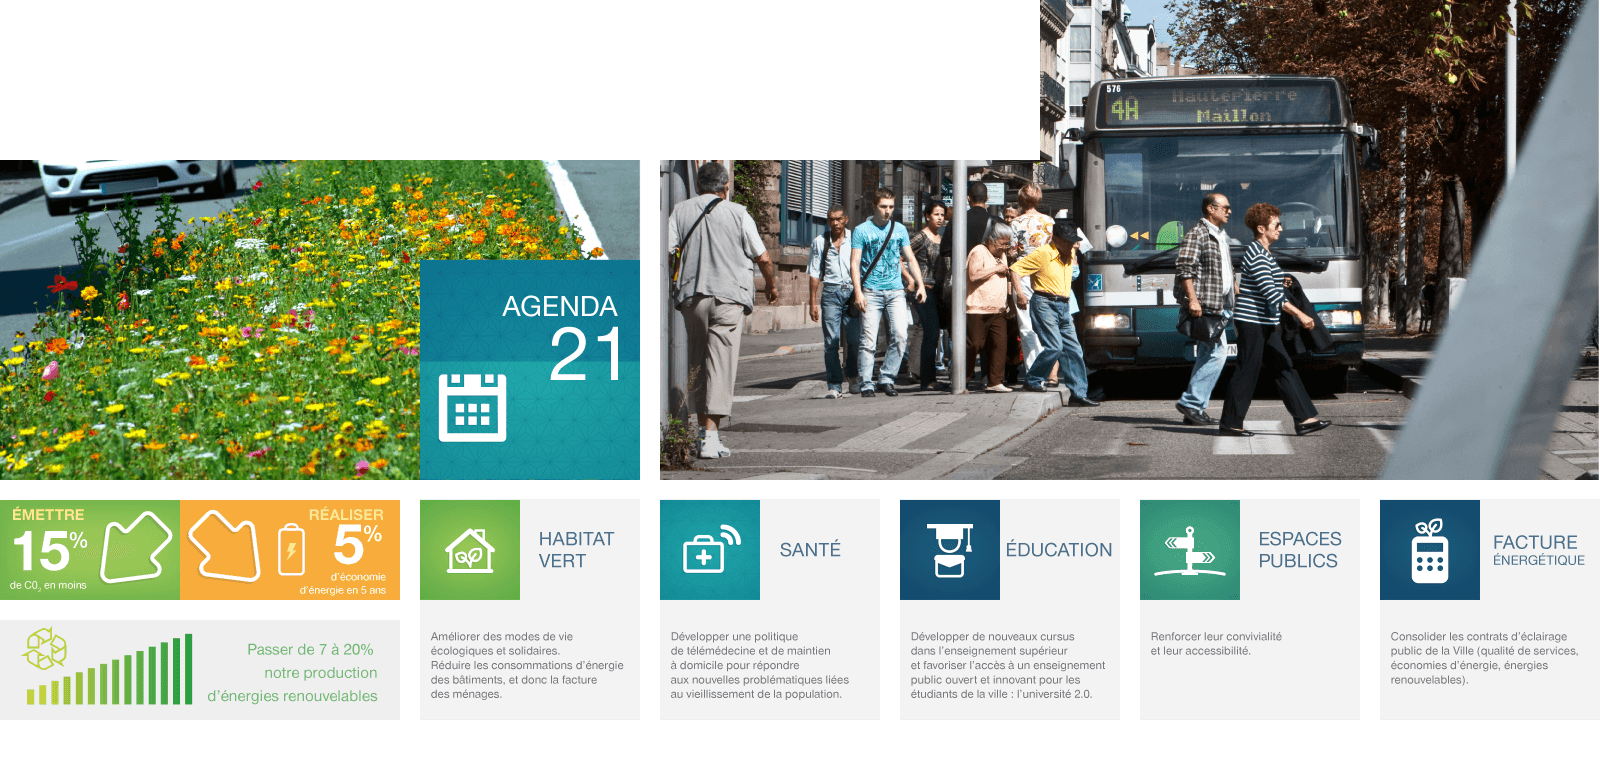 576
4A
Hautepierre
Maillon
AGENDA
21
ÉMETTRE
15%
de CO₂ en moins
RÉALISER
5%
d'économie
d'énergie en 5 ans
Passer de 7 à 20%
notre production
d'énergies renouvelables
HABITAT
VERT
Améliorer des modes de vie
écologiques et solidaires.
Réduire les consommations d'énergie
des bâtiments, et donc la facture
des ménages.
SANTÉ
Développer une politique
de télémédecine et de maintien
à domicile pour répondre
aux nouvelles problématiques liées
au vieillissement de la population.
ÉDUCATION
Développer de nouveaux cursus
dans l'enseignement supérieur
et favoriser l'accès à un enseignement
public ouvert et innovant pour les
étudiants de la ville : l'université 2.0.
ESPACES
PUBLICS
Renforcer leur convivialité
et leur accessibilité.
FACTURE
ÉNERGÉTIQUE
Consolider les contrats d'éclairage
public de la Ville (qualité de services,
économies d'énergie, énergies
renouvelables).